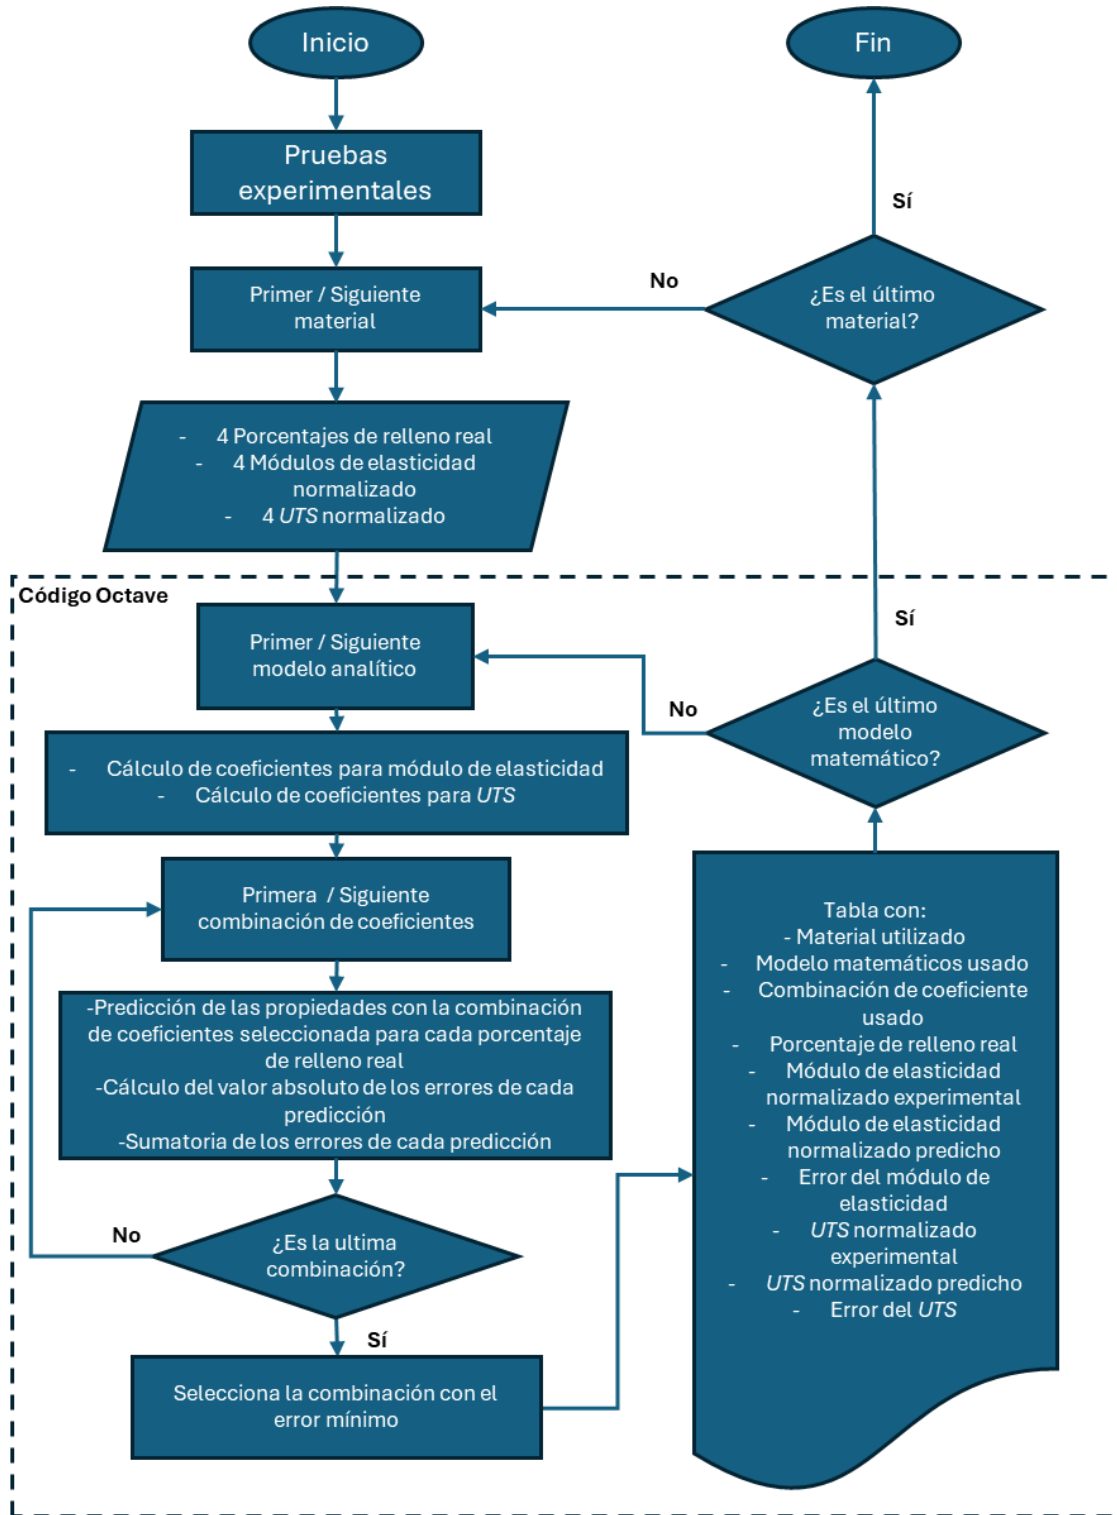 Inicio
Pruebas
experimentales
Primer / Siguiente
material
- 4 Porcentajes de relleno real
- 4 Módulos de elasticidad
normalizado
- 4 UTS normalizado
Código Octave
Primer / Siguiente
modelo analítico
- Cálculo de coeficientes para módulo de elasticidad
- Cálculo de coeficientes para UTS
Primera / Siguiente
combinación de coeficientes
-Predicción de las propiedades con la combinación
de coeficientes seleccionada para cada porcentaje
de relleno real
-Cálculo del valor absoluto de los errores de cada
predicción
-Sumatoria de los errores de cada predicción
No
¿Es la ultima
combinación?
Sí
Selecciona la combinación con el
error mínimo
Tabla con:
- Material utilizado
- Modelo matemáticos usado
- Combinación de coeficiente
usado
- Porcentaje de relleno real
- Módulo de elasticidad
normalizado experimental
- Módulo de elasticidad
normalizado predicho
- Error del módulo de
elasticidad
- UTS normalizado
experimental
- UTS normalizado predicho
- Error del UTS
¿Es el último
modelo
matemático?
No
Sí
¿Es el último
material?
No
Sí
Fin